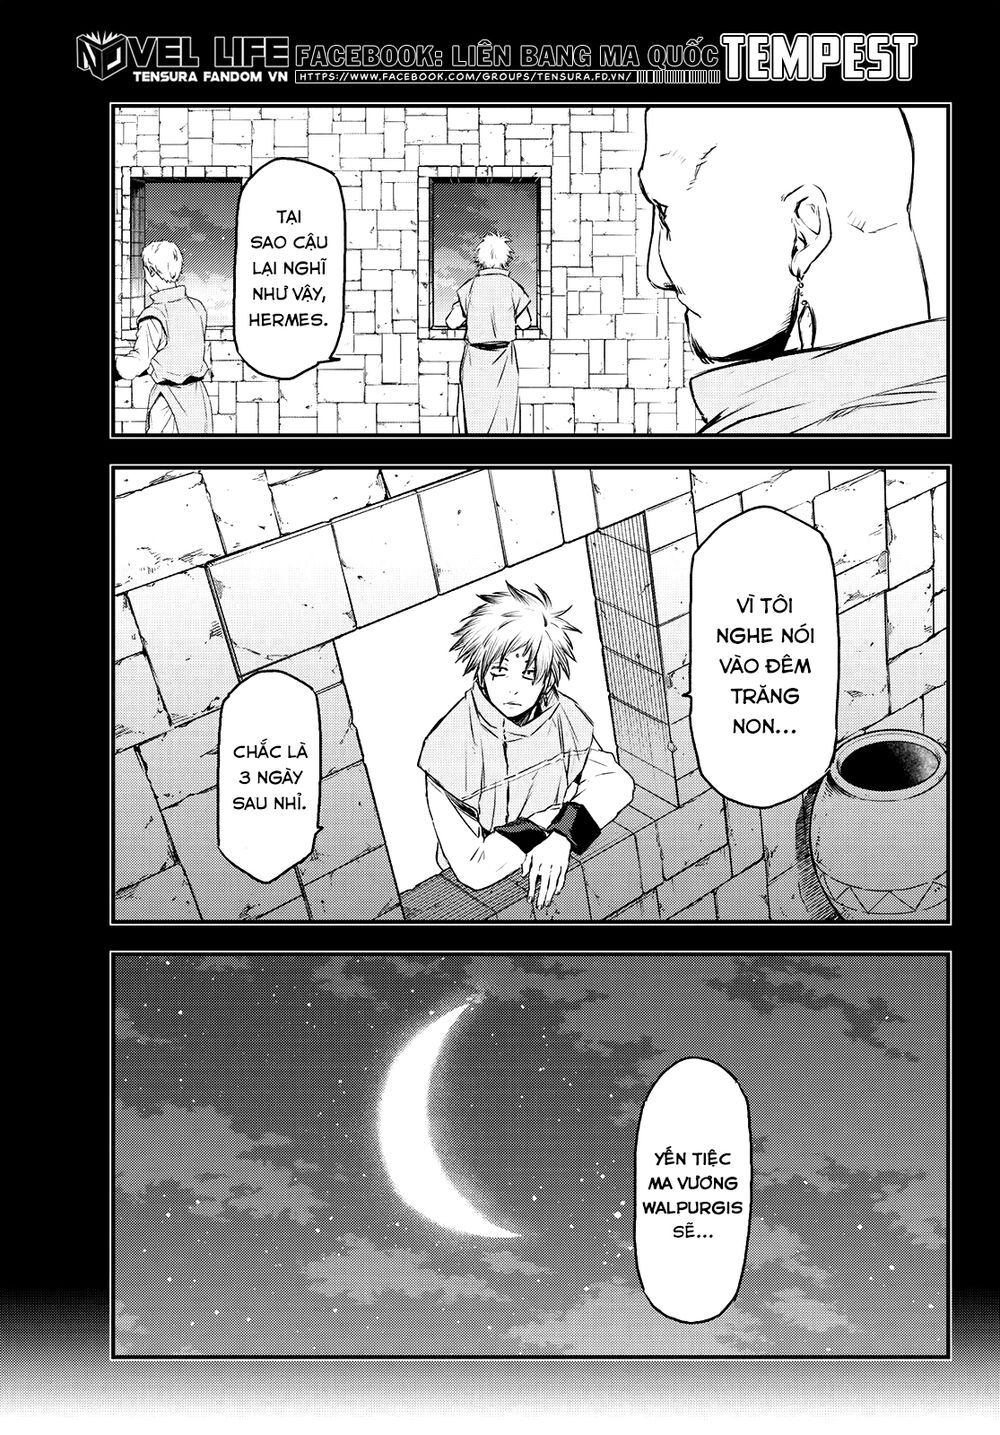 NOVEL LIFE FACEBOOK: LIÊN BANG MA QUỐC TEMPEST
TENSURA FANDOM VN HTTPS://WWW.FACEBOOK.COM/GROUPS/TENSURA.FD.VN/
TẠI
SAO CẬU
LẠI NGHĨ
NHƯ VẬY,
HERMES.
VÌ TÔI
NGHE NÓI
VÀO ĐÊM
TRĂNG
NON...
CHẮC LÀ
3 NGÀY
SAU NHỈ.
YẾN TIỆC
MA VƯƠNG
WALPURGIS
SẼ...